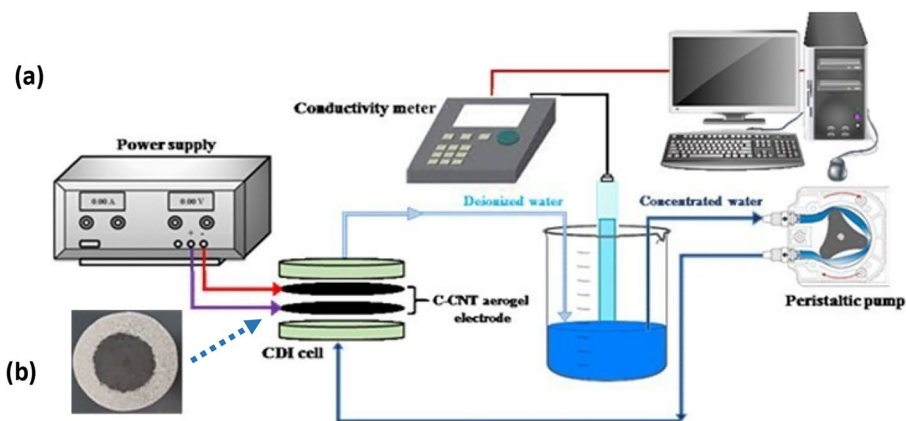 (a)
Conductivity meter
Power supply
0.00 A
0.00 V
+ -
Deionized water
Concentrated water
C-CNT aerogel
electrode
CDI cell
Peristaltic pump
(b)